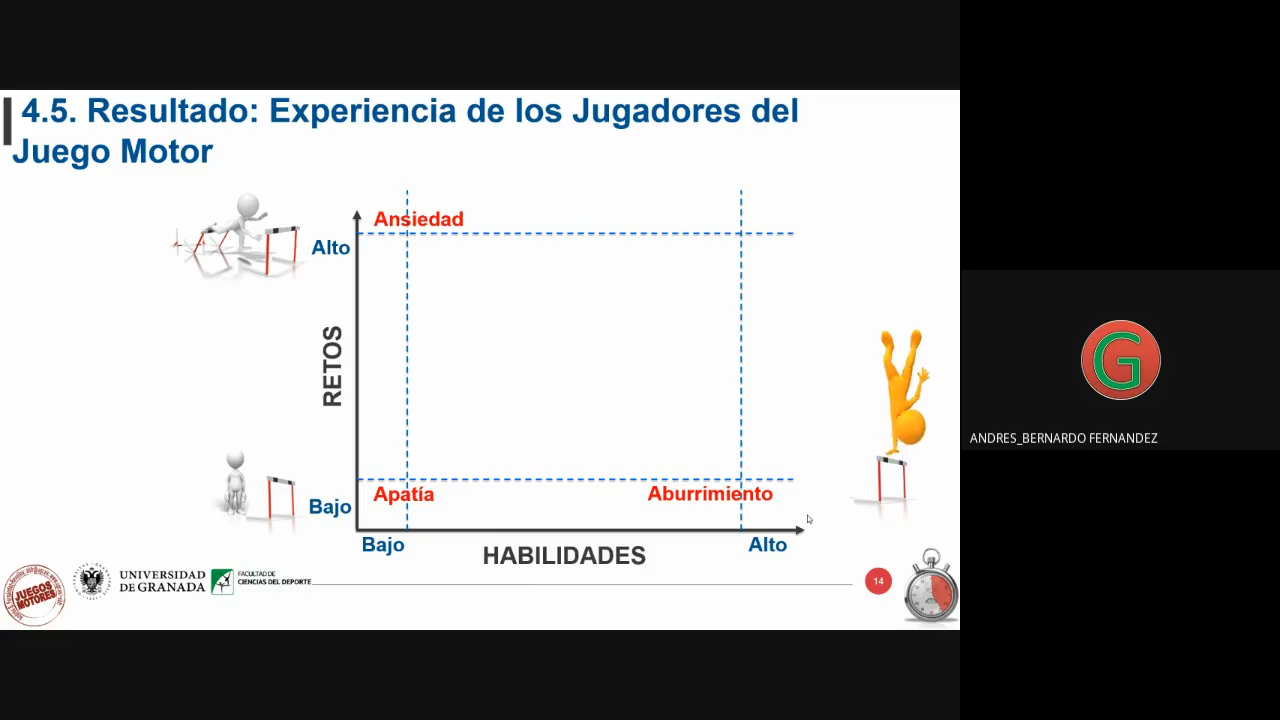 4.5. Resultado: Experiencia de los Jugadores del
Juego Motor
Ansiedad
Alto
RETOS
Apatía
Aburrimiento
Bajo
Bajo
HABILIDADES
Alto
JUEGOS
MOTORES
UNIVERSIDAD
DE GRANADA
FACULTAD DE
CIENCIAS DEL DEPORTE
14
G
ANDRES_BERNARDO FERNANDEZ